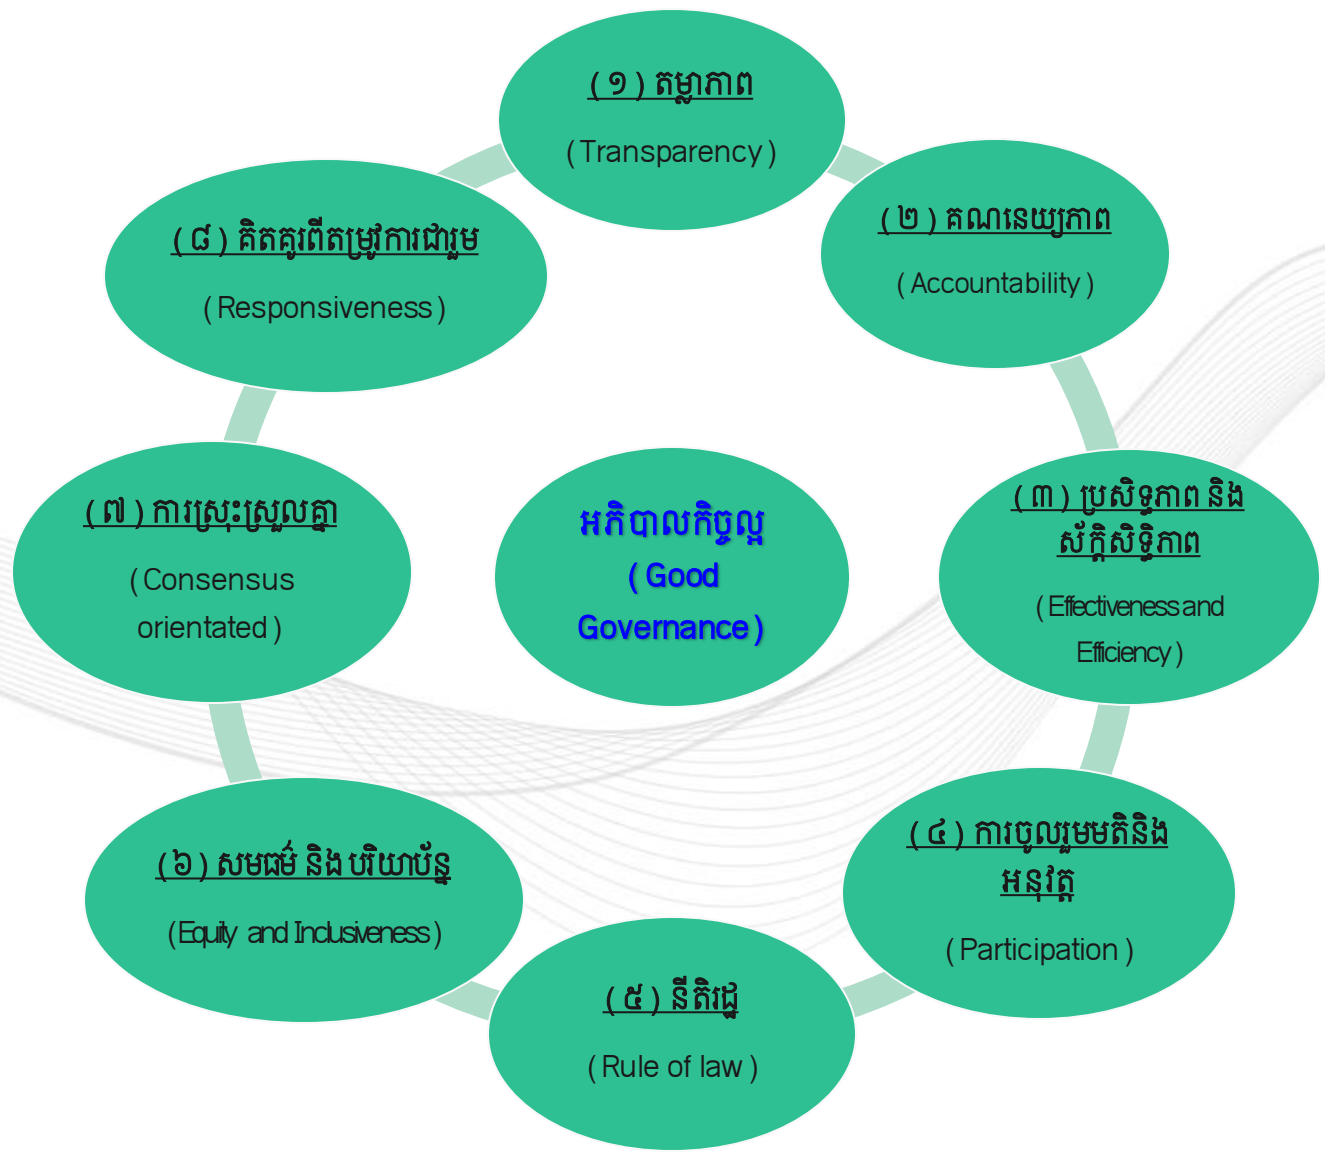 (១) តម្លាភាព
(Transparency)
(២) គណនេយ្យភាព
(Accountability)
(៣) ប្រសិទ្ធភាព និង
ស័ក្តិសិទ្ធិភាព
(Effectiveness and
Efficiency)
(៤) ការចូលរួមមតិនិង
អនុវត្ត
(Participation)
(៥) នីតិរដ្ឋ
(Rule of law)
(៦) សមធម៌ និង បរិយាប័ន្ន
(Equity and Inclusiveness)
(៧) ការស្រុះស្រួលគ្នា
(Consensus
orientated)
(៨) គិតគូរពីតម្រូវការជារួម
(Responsiveness)
អភិបាលកិច្ចល្អ
(Good
Governance)